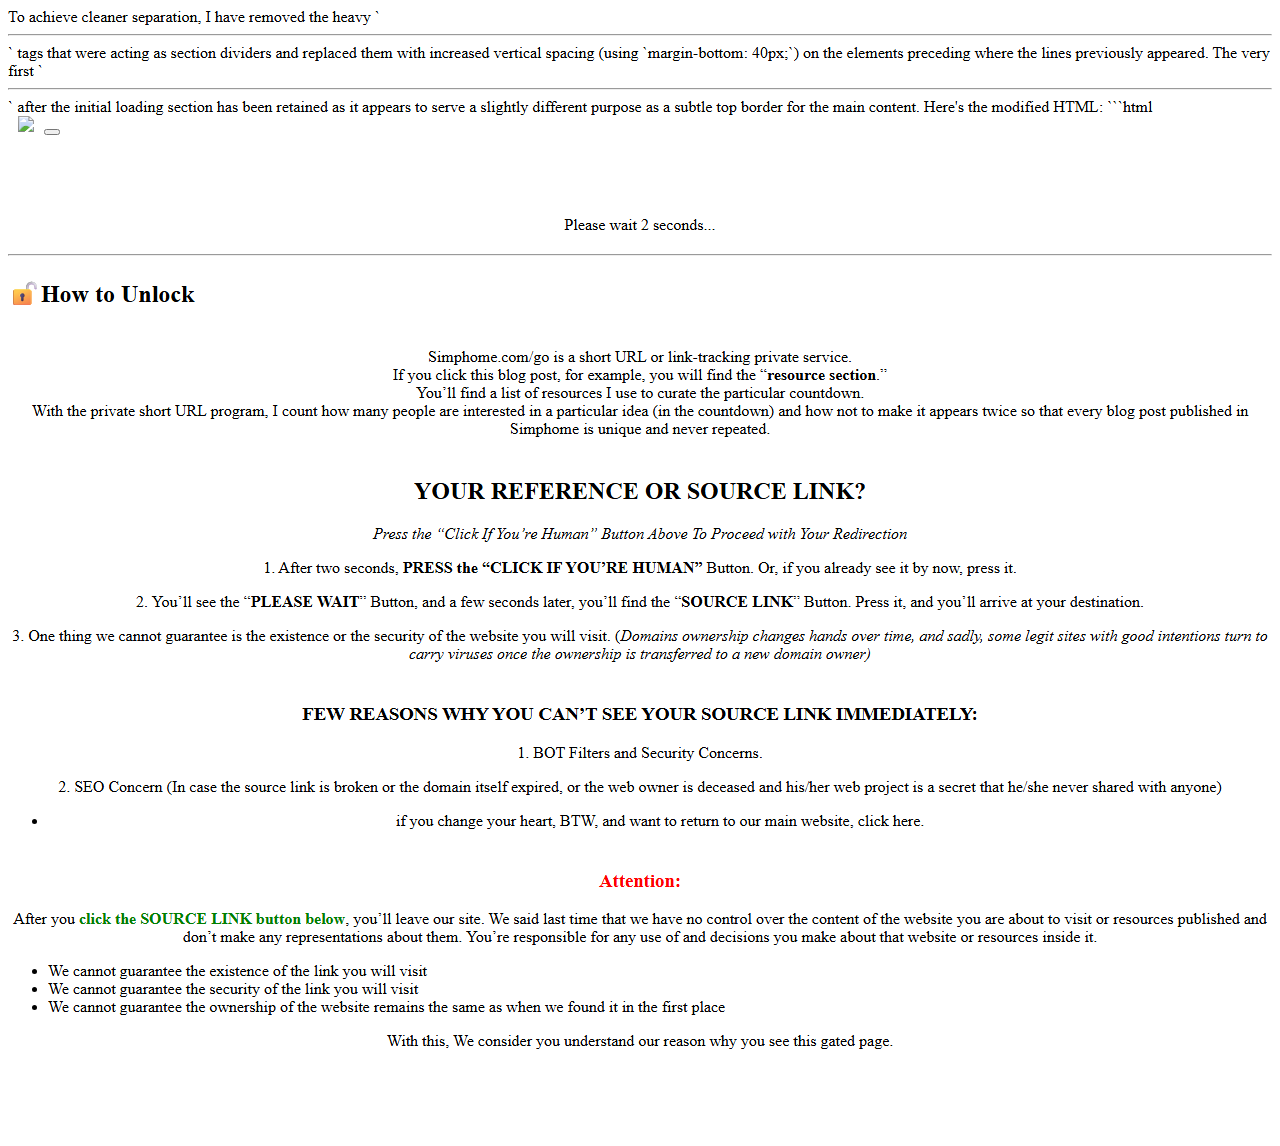 To achieve cleaner separation, I have removed the heavy `
` tags that were acting as section dividers and replaced them with increased vertical spacing (using `margin-bottom: 40px;`) on the elements preceding where the lines previously appeared. The very
first `
` after the initial loading section has been retained as it appears to serve a slightly different purpose as a subtle top border for the main content. Here's the modified HTML: ```html
Please wait 2 seconds...
🔓 How to Unlock
Simphome.com/go is a short URL or link-tracking private service.
If you click this blog post, for example, you will find the “resource section.”
You’ll find a list of resources I use to curate the particular countdown.
With the private short URL program, I count how many people are interested in a particular idea (in the countdown) and how not to make it appears twice so that every blog post published in
Simphome is unique and never repeated.
YOUR REFERENCE OR SOURCE LINK?
Press the “Click If You’re Human” Button Above To Proceed with Your Redirection
1. After two seconds, PRESS the “CLICK IF YOU’RE HUMAN” Button. Or, if you already see it by now, press it.
2. You’ll see the “PLEASE WAIT” Button, and a few seconds later, you’ll find the “SOURCE LINK” Button. Press it, and you’ll arrive at your destination.
3. One thing we cannot guarantee is the existence or the security of the website you will visit. (Domains ownership changes hands over time, and sadly, some legit sites with good intentions turn to
carry viruses once the ownership is transferred to a new domain owner)
FEW REASONS WHY YOU CAN’T SEE YOUR SOURCE LINK IMMEDIATELY:
1. BOT Filters and Security Concerns.
2. SEO Concern (In case the source link is broken or the domain itself expired, or the web owner is deceased and his/her web project is a secret that he/she never shared with anyone)
• if you change your heart, BTW, and want to return to our main website, click here.
Attention:
After you click the SOURCE LINK button below, you’ll leave our site. We said last time that we have no control over the content of the website you are about to visit or resources published and
don’t make any representations about them. You’re responsible for any use of and decisions you make about that website or resources inside it.
• We cannot guarantee the existence of the link you will visit
• We cannot guarantee the security of the link you will visit
• We cannot guarantee the ownership of the website remains the same as when we found it in the first place
With this, We consider you understand our reason why you see this gated page.